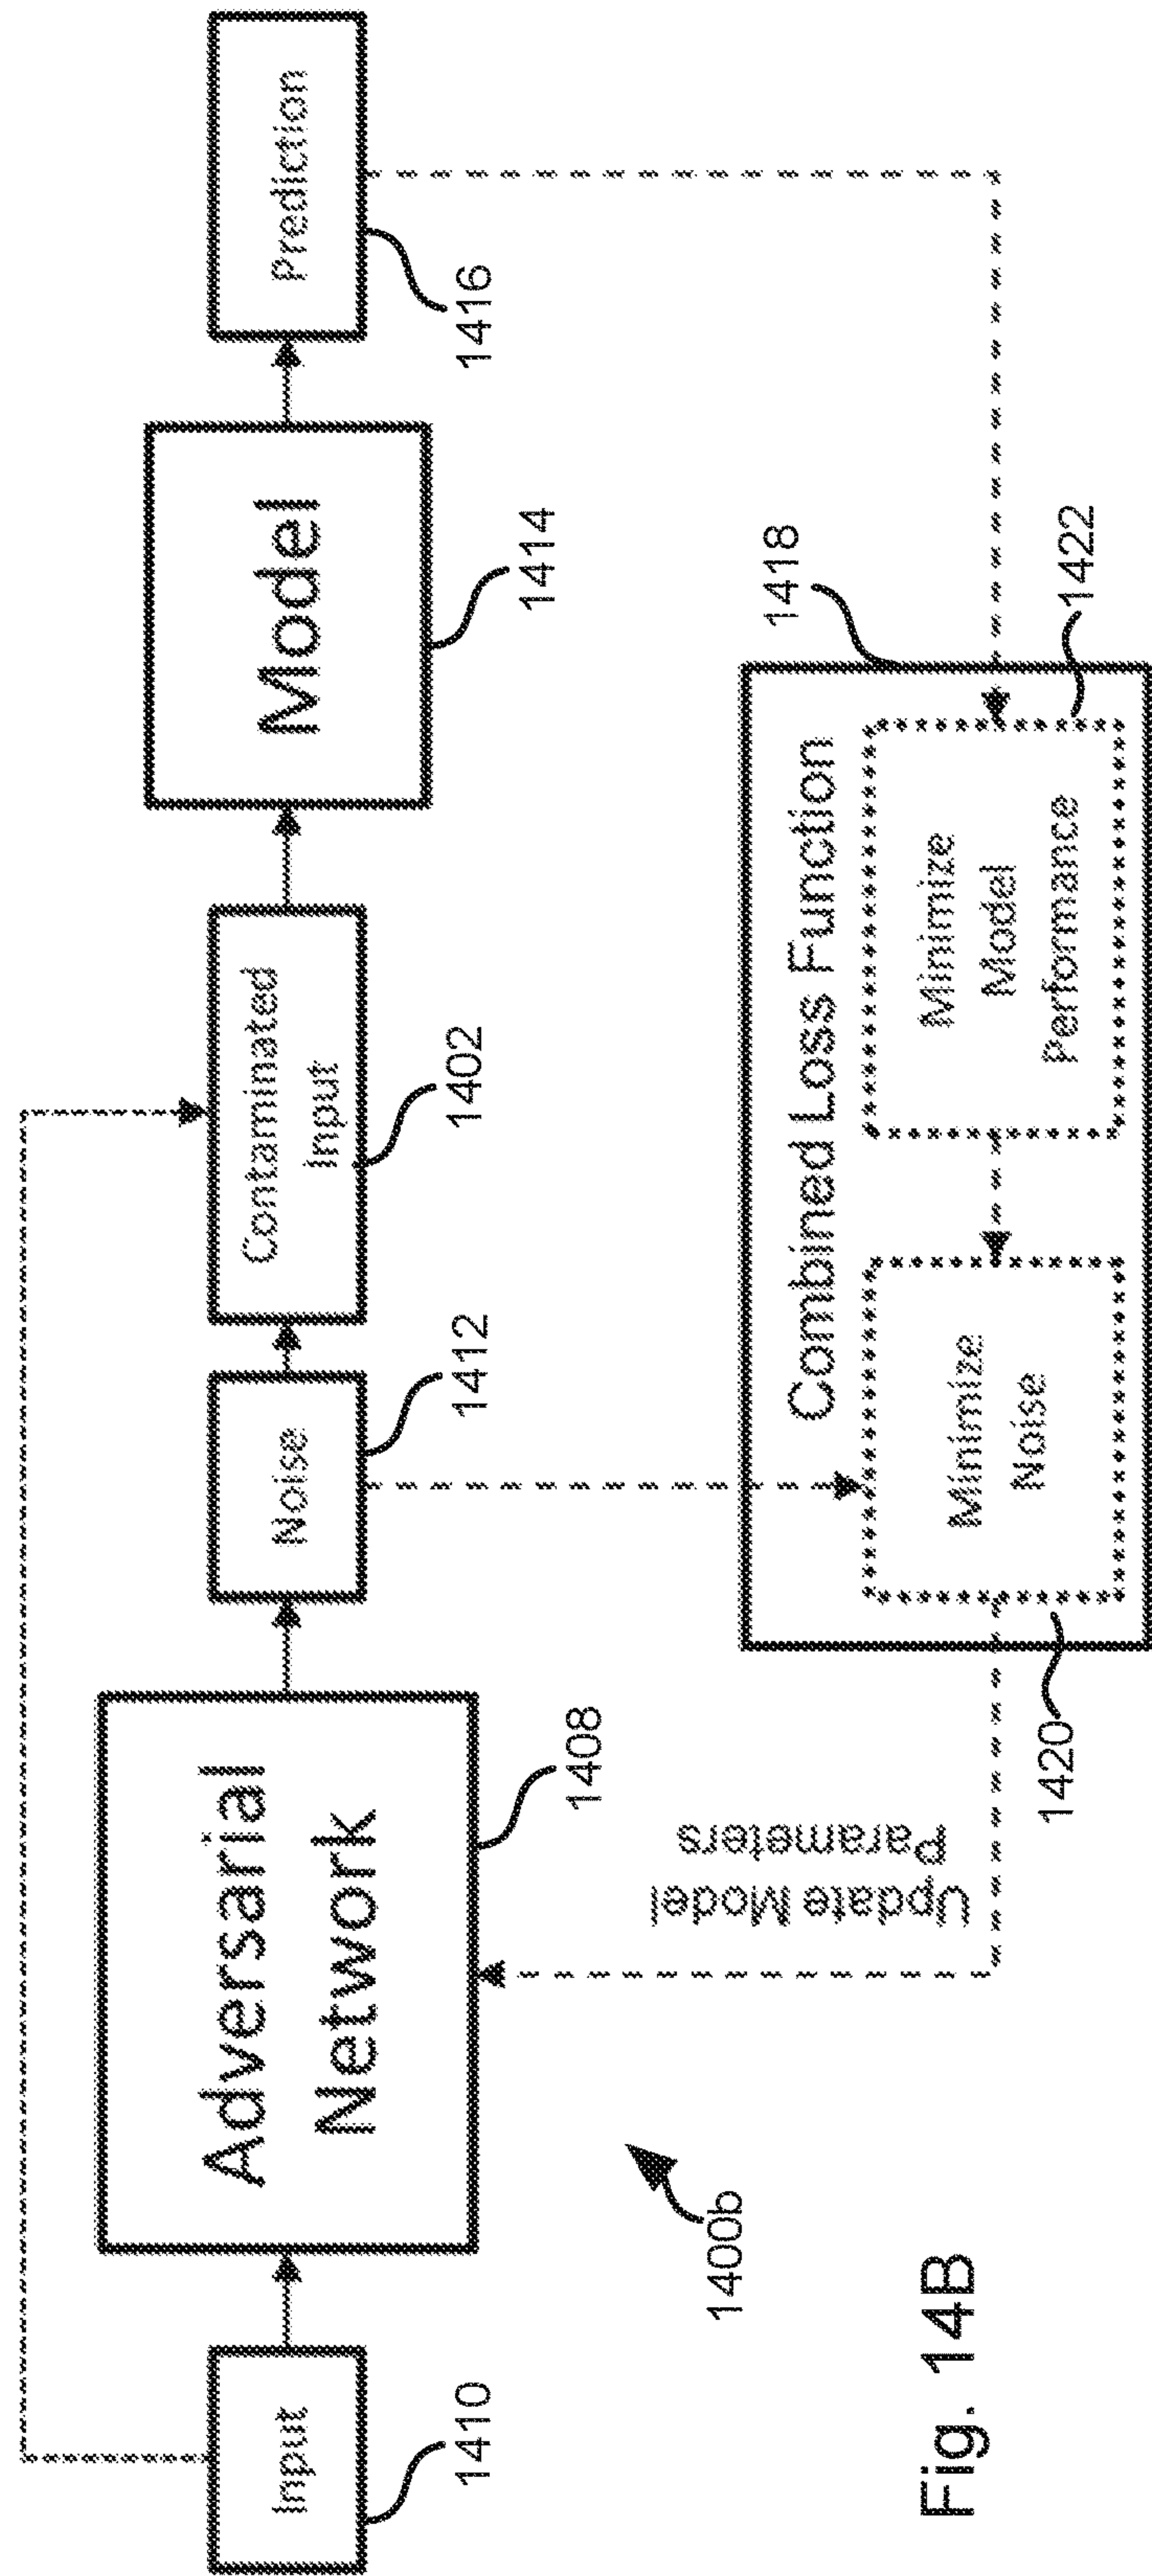 Input
1410
Adversarial
Network
1408
Noise
1412
Contaminated
Input
1402
Model
1414
Prediction
1416
Combined Loss Function
1418
Minimize
Noise
1420
Minimize
Model
Performance
1422
Update Model
Parameters
1400b
Fig. 14B